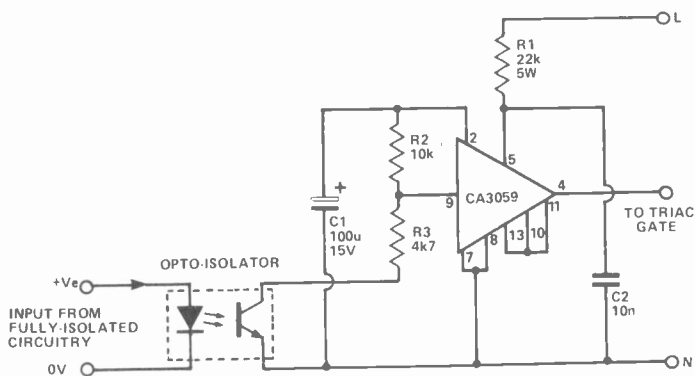 L
R1
22k
5W
R2
10k
2
5
4
9
CA3059
11
10
13
8
7
+
C1
100u
15V
R3
4k7
TO TRIAC
GATE
OPTO-ISOLATOR
C2
10n
+Ve
INPUT FROM
FULLY-ISOLATED
CIRCUITRY
0V
N